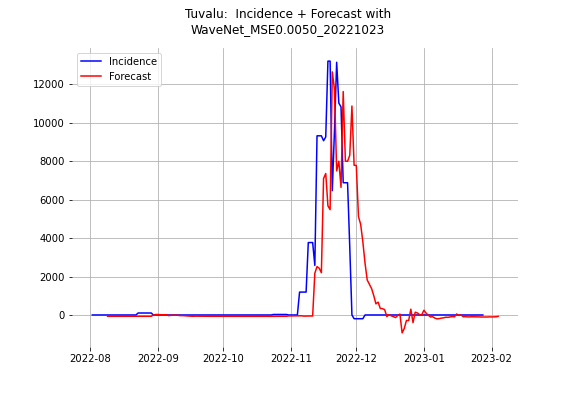 Tuvalu:  Incidence + Forecast with
WaveNet_MSE0.0050_20221023
Incidence
Forecast
12000
10000
8000
6000
4000
2000
0
2022-08 2022-09 2022-10 2022-11 2022-12 2023-01 2023-02